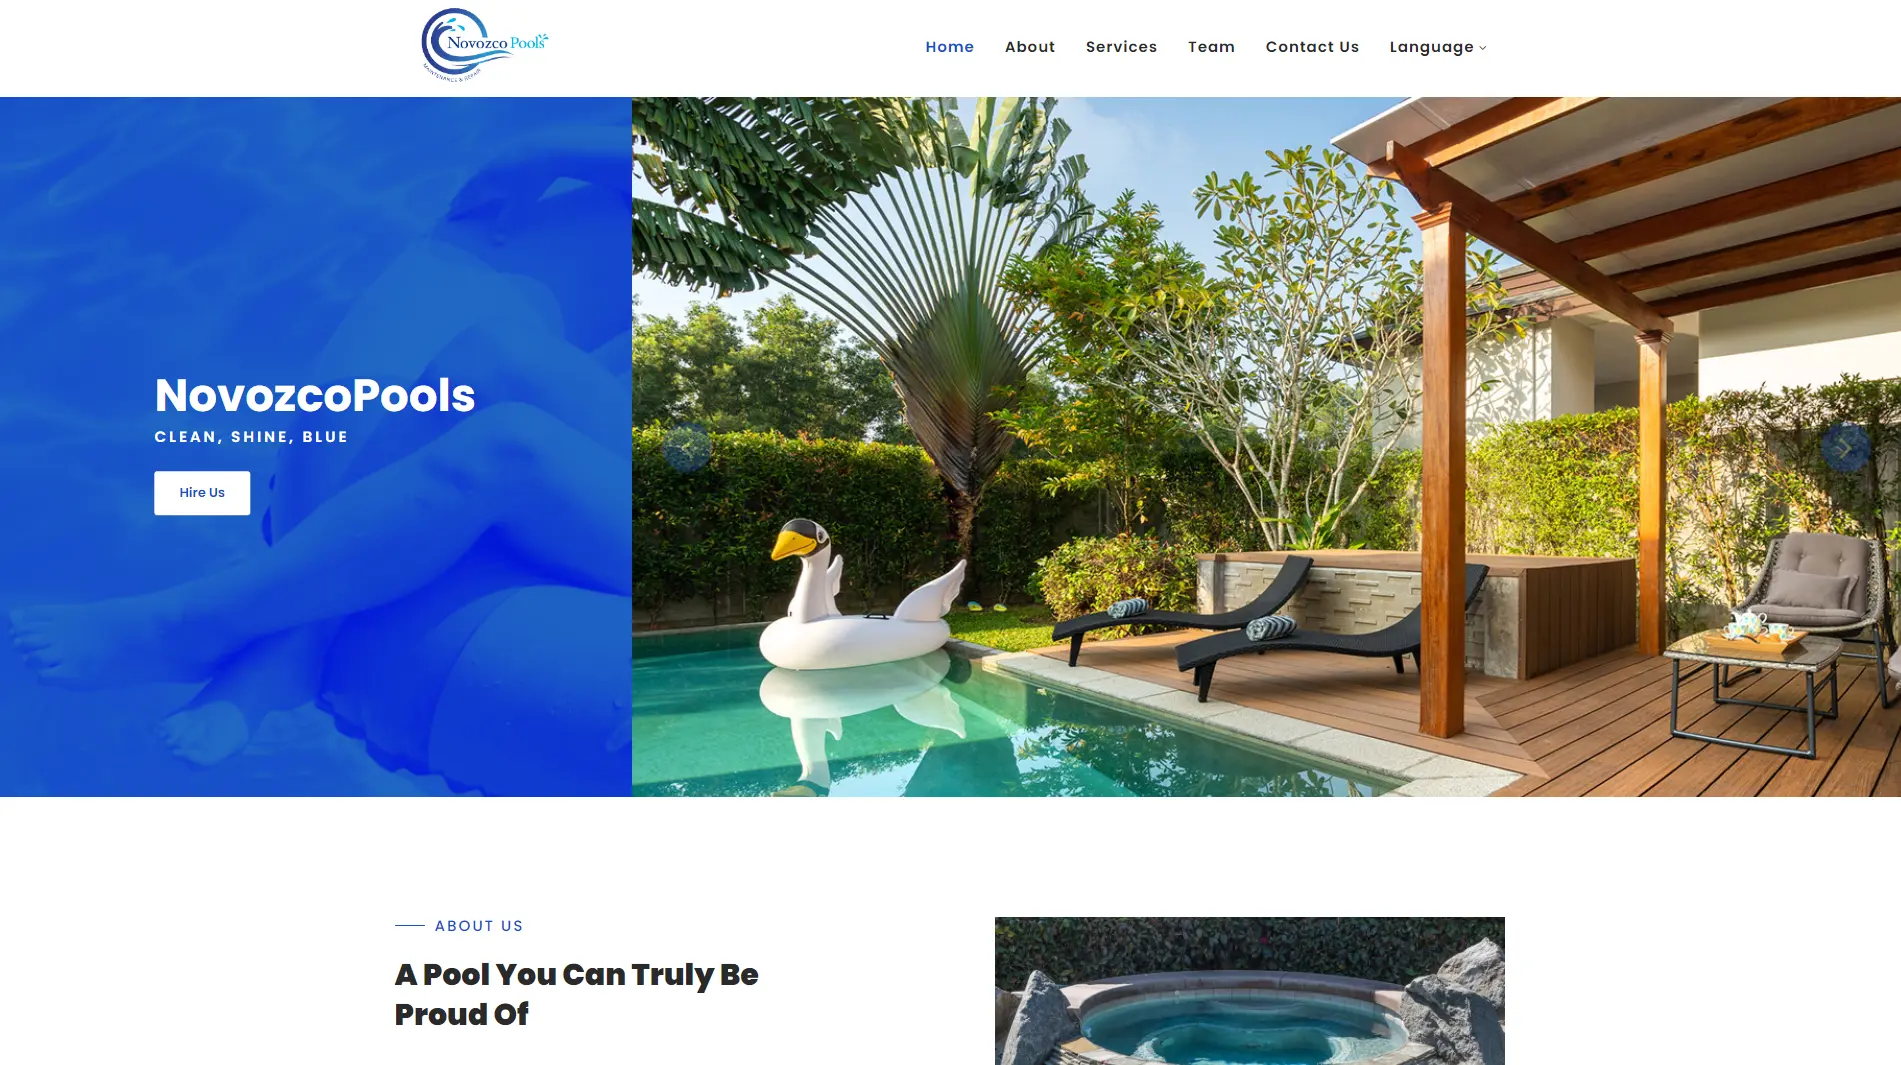 Novozco Pools
MAINTENANCE & REPAIR
Home
About
Services
Team
Contact Us
Language
NovozcoPools
CLEAN, SHINE, BLUE
Hire Us
ABOUT US
A Pool You Can Truly Be
Proud Of